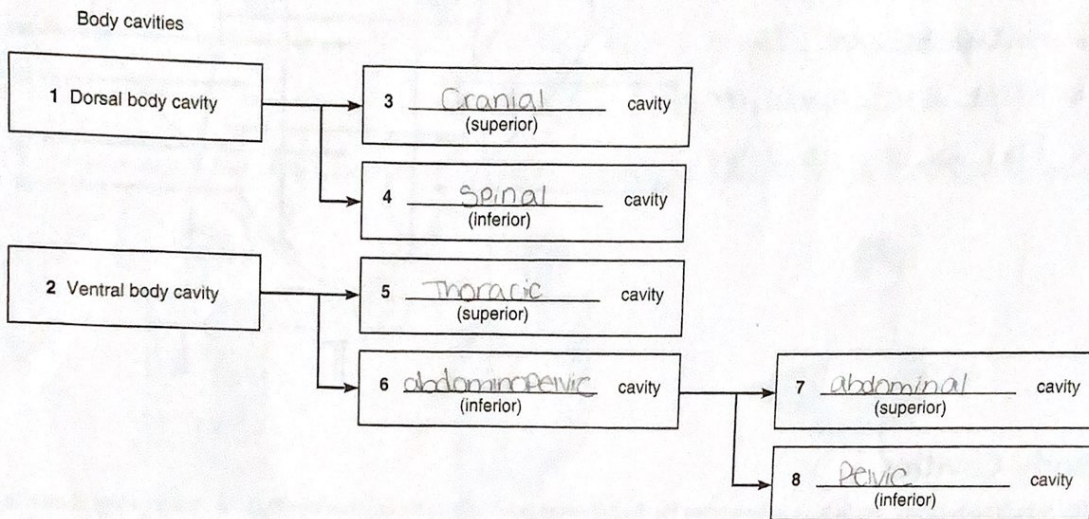 Body cavities
1 Dorsal body cavity
3 Cranial cavity
(superior)
4 Spinal cavity
(inferior)
2 Ventral body cavity
5 Thoracic cavity
(superior)
6 abdominopelvic cavity
(inferior)
7 abdominal cavity
(superior)
8 Pelvic cavity
(inferior)